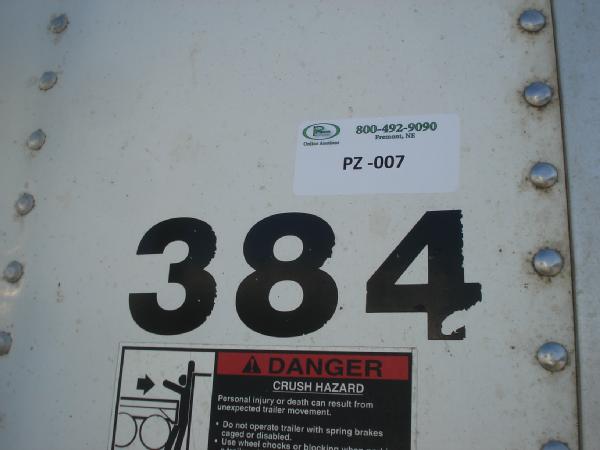 800-492-9090
Fremont, NE
Online Auctions
PZ -007
384
DANGER
CRUSH HAZARD
Personal injury or death can result from
unexpected trailer movement.
• Do not operate trailer with spring brakes
caged or disabled.
• Use wheel chocks or blocking when